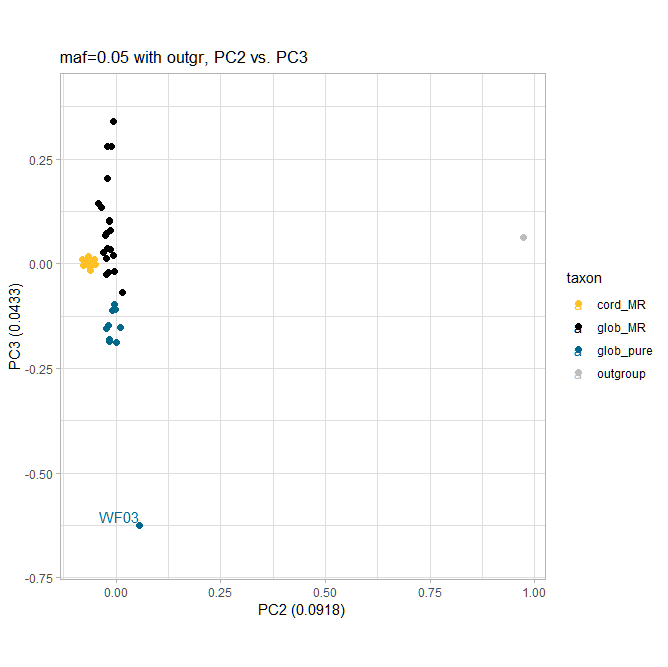 maf=0.05 with outgr, PC2 vs. PC3
0.25
0.00
-0.25
-0.50
-0.75
PC3 (0.0433)
WF03
0.00
0.25
0.50
0.75
1.00
PC2 (0.0918)
taxon
a cord_MR
a glob_MR
a glob_pure
a outgroup